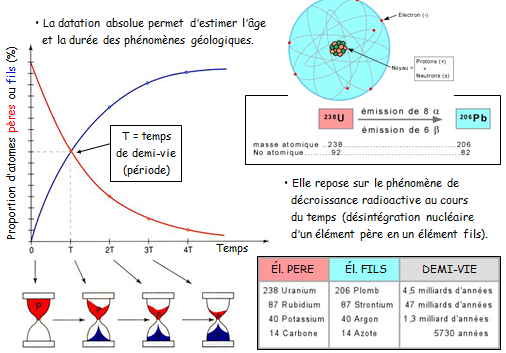 • La datation absolue permet d'estimer l'âge
et la durée des phénomènes géologiques.
Proportion d'atomes pères ou fils (%)
T = temps
de demi-vie
(période)
0 T 2T 3T 4T Temps
P
Electron (-)
Noyau =
Protons (+)
+
Neutrons (±)
238U émission de 8 α 206Pb
émission de 6 β
masse atomique ..238..........................206
No atomique......92............................82
• Elle repose sur le phénomène de
décroissance radioactive au cours
du temps (désintégration nucléaire
d'un élément père en un élément fils).
ÉL. PERE ÉL. FILS DEMI-VIE
238 Uranium 206 Plomb 4,5 milliards d'années
87 Rubidium 87 Strontium 47 milliards d'années
40 Potassium 40 Argon 1,3 milliard d'années
14 Carbone 14 Azote 5730 années